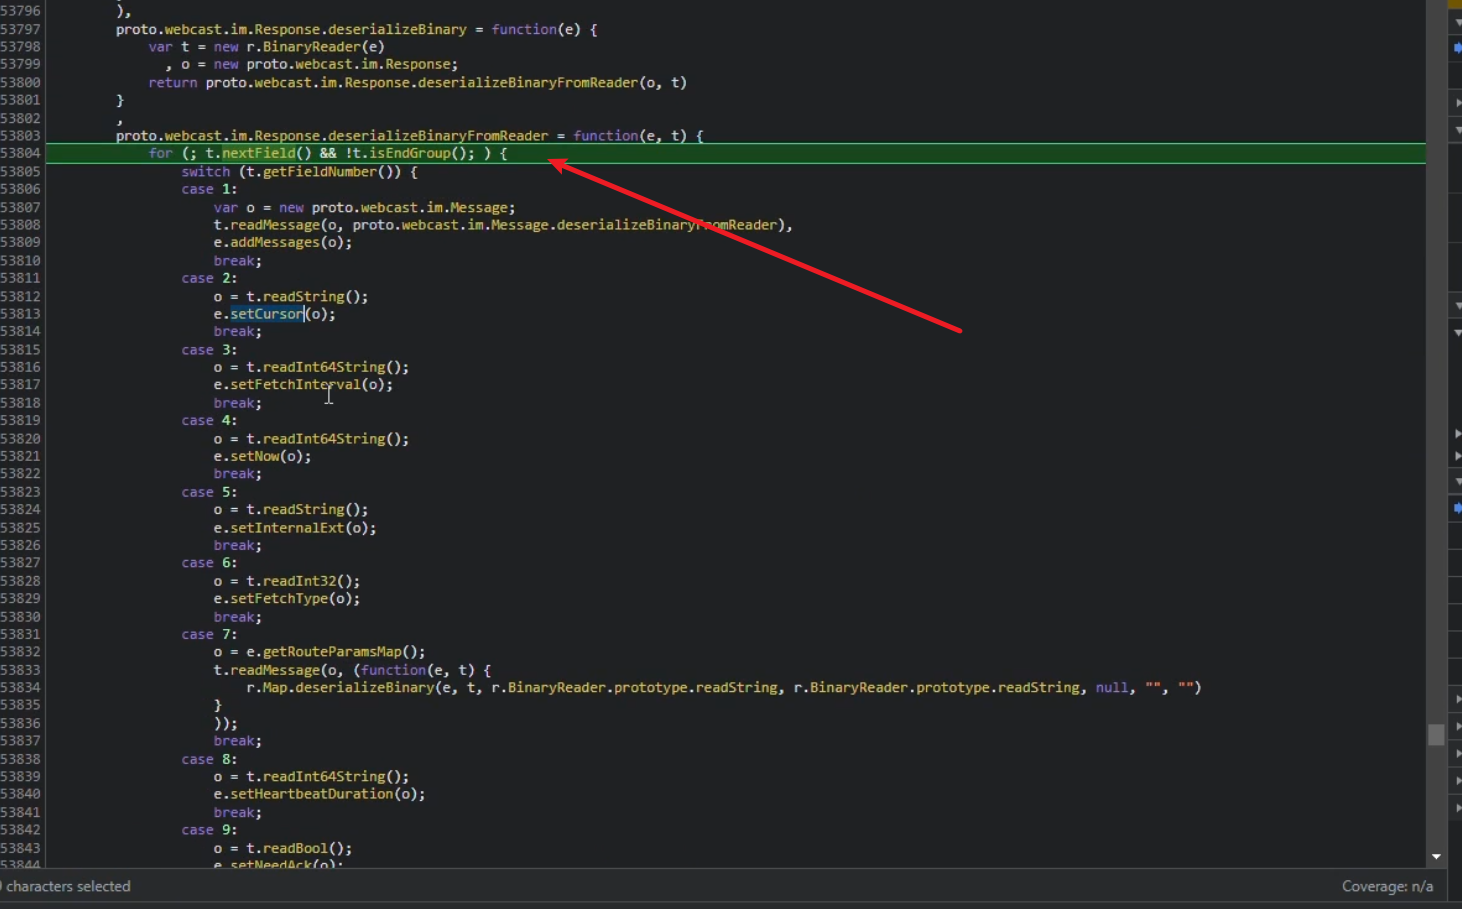 53796 },
53797 proto.webcast.im.Response.deserializeBinary = function(e) {
53798 var t = new r.BinaryReader(e)
53799 , o = new proto.webcast.im.Response;
53800 return proto.webcast.im.Response.deserializeBinaryFromReader(o, t)
53801 }
53802 ,
53803 proto.webcast.im.Response.deserializeBinaryFromReader = function(e, t) {
53804 for (; t.nextField() && !t.isEndGroup(); ) {
53805 switch (t.getFieldNumber()) {
53806 case 1:
53807 var o = new proto.webcast.im.Message;
53808 t.readMessage(o, proto.webcast.im.Message.deserializeBinaryFromReader),
53809 e.addMessages(o);
53810 break;
53811 case 2:
53812 o = t.readString();
53813 e.setCursor(o);
53814 break;
53815 case 3:
53816 o = t.readInt64String();
53817 e.setFetchInterval(o);
53818 break;
53819 case 4:
53820 o = t.readInt64String();
53821 e.setNow(o);
53822 break;
53823 case 5:
53824 o = t.readString();
53825 e.setInternalExt(o);
53826 break;
53827 case 6:
53828 o = t.readInt32();
53829 e.setFetchType(o);
53830 break;
53831 case 7:
53832 o = e.getRouteParamsMap();
53833 t.readMessage(o, (function(e, t) {
53834 r.Map.deserializeBinary(e, t, r.BinaryReader.prototype.readString, r.BinaryReader.prototype.readString, null, "", "")
53835 }
53836 ));
53837 break;
53838 case 8:
53839 o = t.readInt64String();
53840 e.setHeartbeatDuration(o);
53841 break;
53842 case 9:
53843 o = t.readBool();
53844 e.setNeedAck(o);
characters selected
Coverage: n/a